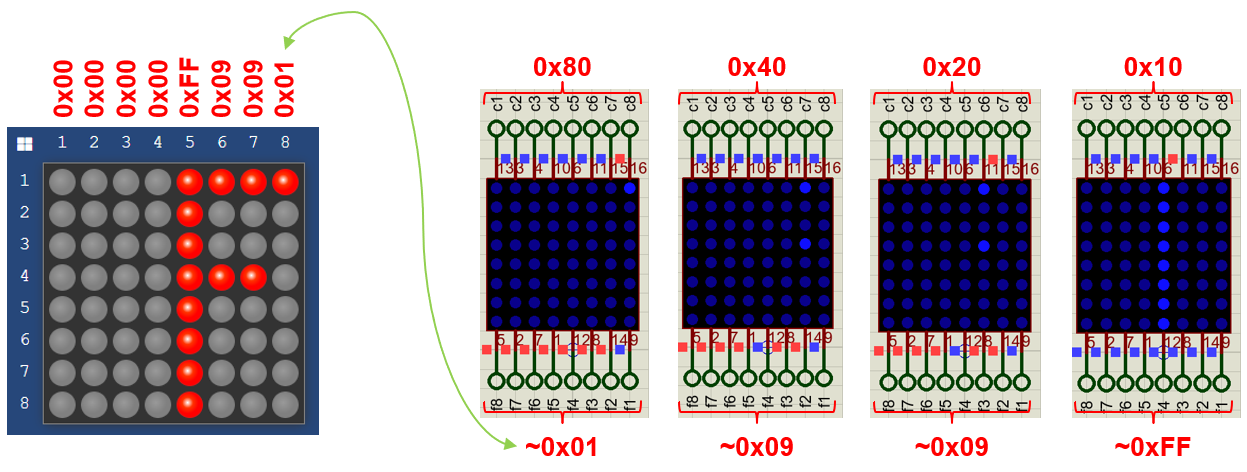 0x00 0x00 0x00 0x00 0xFF 0x09 0x09 0x01
1 2 3 4 5 6 7 8
1
2
3
4
5
6
7
8
0x80 0x40 0x20 0x10
c1 c2 c3 c4 c5 c6 c7 c8 c1 c2 c3 c4 c5 c6 c7 c8 c1 c2 c3 c4 c5 c6 c7 c8 c1 c2 c3 c4 c5 c6 c7 c8
13 3 4 10 6 11 15 16 13 3 4 10 6 11 15 16 13 3 4 10 6 11 15 16 13 3 4 10 6 11 15 16
5 2 7 1 12 8 14 9 5 2 7 1 12 8 14 9 5 2 7 1 12 8 14 9 5 2 7 1 12 8 14 9
f8 f7 f6 f5 f4 f3 f2 f1 f8 f7 f6 f5 f4 f3 f2 f1 f8 f7 f6 f5 f4 f3 f2 f1 f8 f7 f6 f5 f4 f3 f2 f1
~0x01 ~0x09 ~0x09 ~0xFF